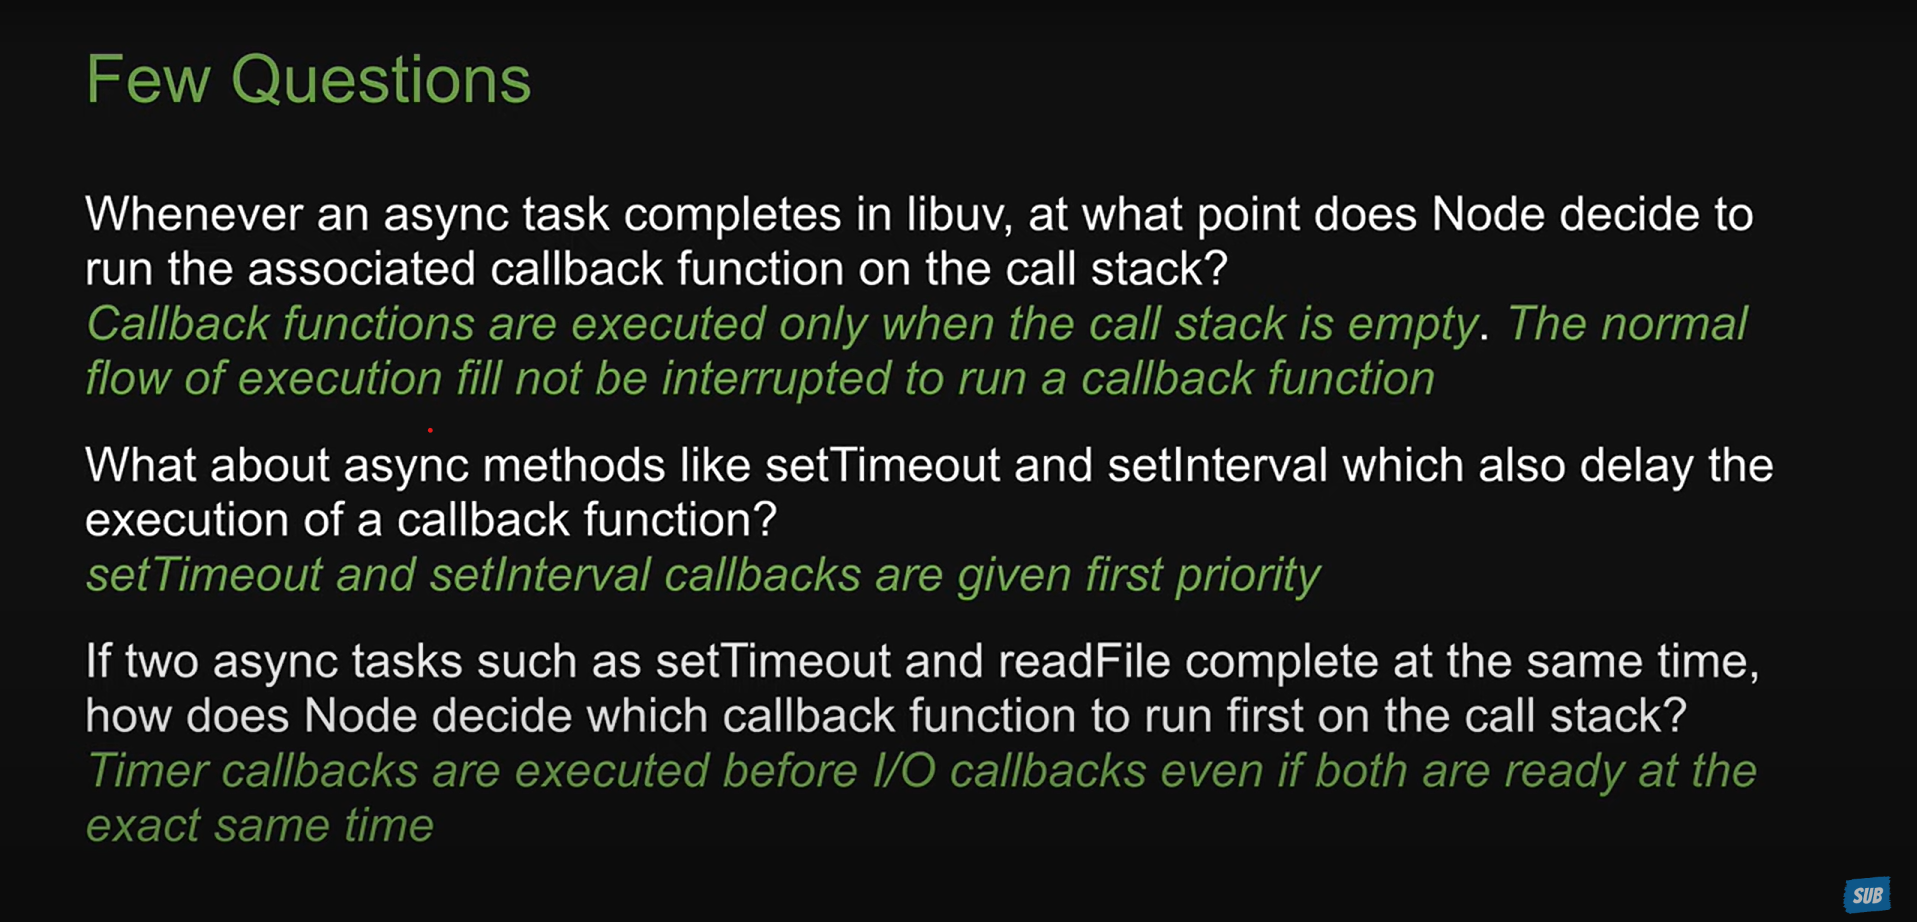 Few Questions
Whenever an async task completes in libuv, at what point does Node decide to
run the associated callback function on the call stack?
Callback functions are executed only when the call stack is empty. The normal
flow of execution fill not be interrupted to run a callback function
What about async methods like setTimeout and setInterval which also delay the
execution of a callback function?
setTimeout and setInterval callbacks are given first priority
If two async tasks such as setTimeout and readFile complete at the same time,
how does Node decide which callback function to run first on the call stack?
Timer callbacks are executed before I/O callbacks even if both are ready at the
exact same time
SUB